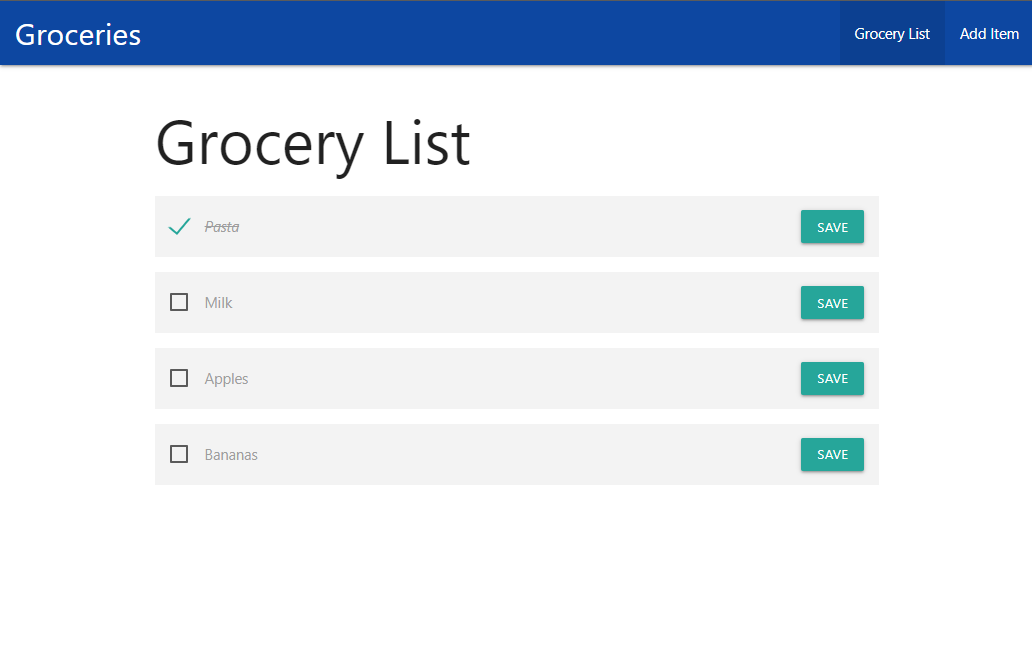 Groceries Grocery List Add Item
Grocery List
Pasta SAVE
Milk SAVE
Apples SAVE
Bananas SAVE